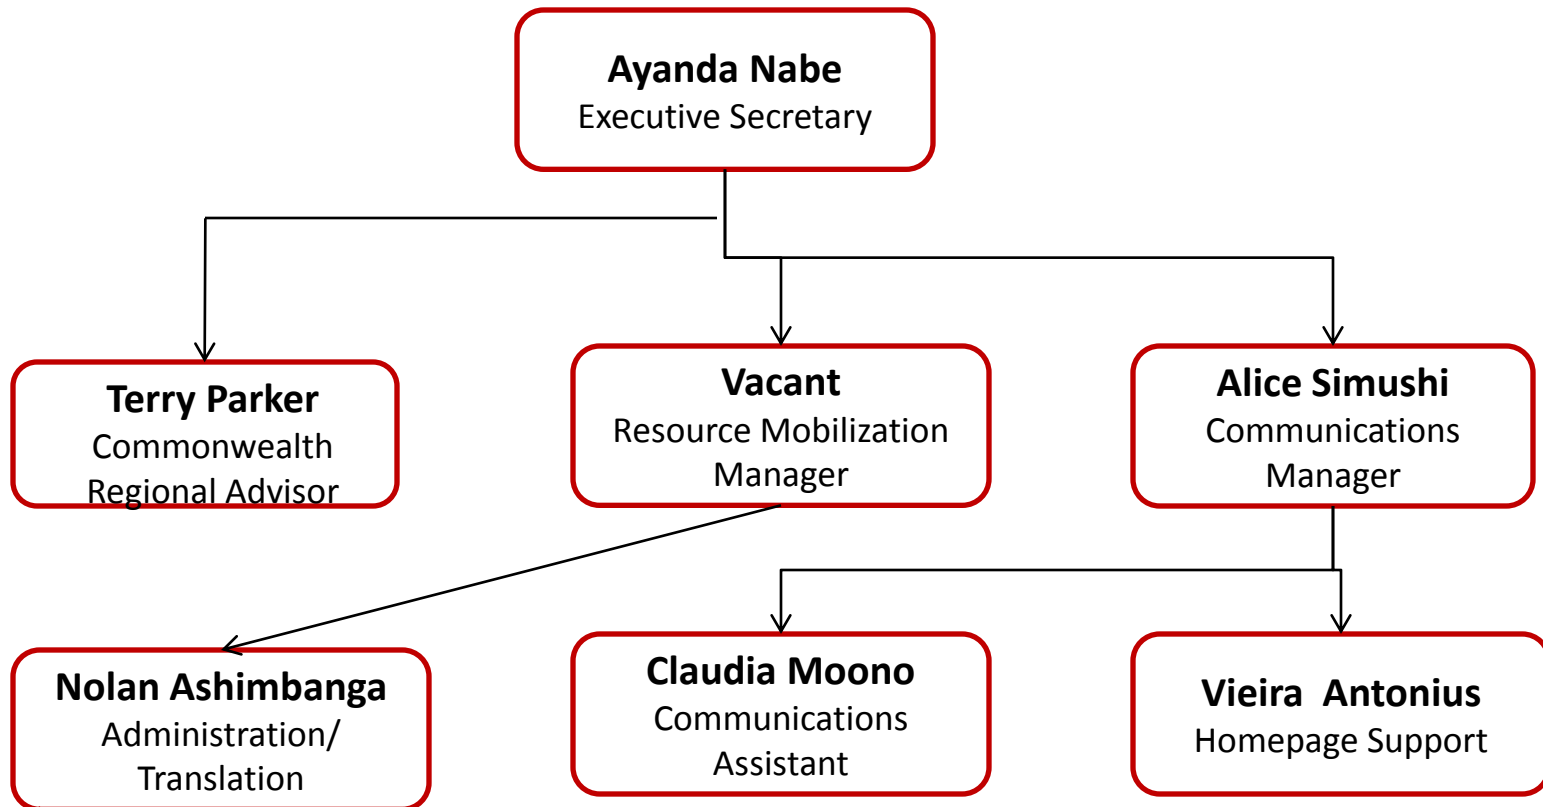 Ayanda Nabe
Executive Secretary
Terry Parker
Commonwealth
Regional Advisor
Vacant
Resource Mobilization
Manager
Alice Simushi
Communications
Manager
Nolan Ashimbanga
Administration/
Translation
Claudia Moono
Communications
Assistant
Vieira  Antonius
Homepage Support